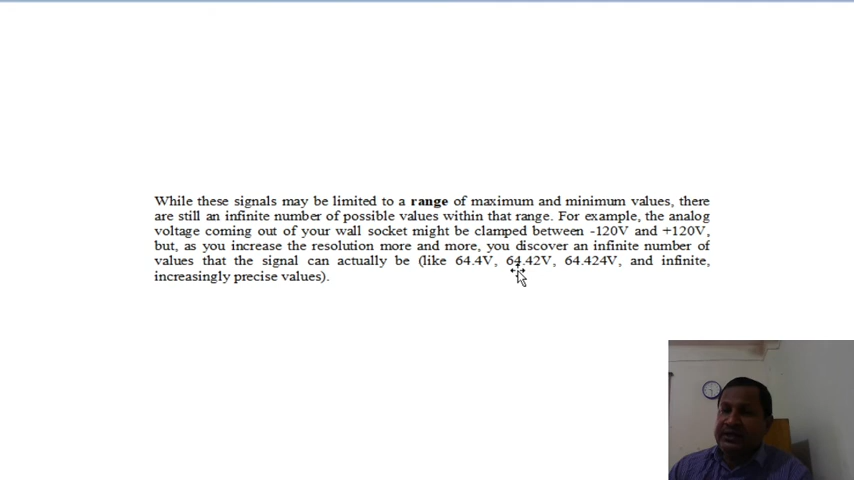 While these signals may be limited to a range of maximum and minimum values, there
are still an infinite number of possible values within that range. For example, the analog
voltage coming out of your wall socket might be clamped between -120V and +120V,
but, as you increase the resolution more and more, you discover an infinite number of
values that the signal can actually be (like 64.4V, 64.42V, 64.424V, and infinite,
increasingly precise values).